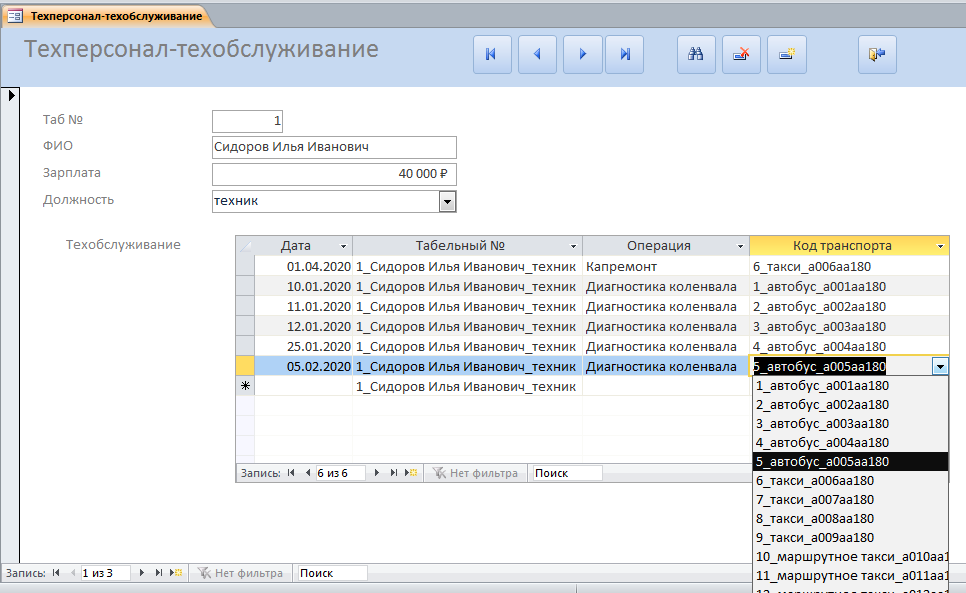 Техперсонал-техобслуживание
Техперсонал-техобслуживание
Таб № 1
ФИО Сидоров Илья Иванович
Зарплата 40 000 ₽
Должность техник
Техобслуживание
Дата Табельный № Операция Код транспорта
01.04.2020 1_Сидоров Илья Иванович_техник Капремонт 6_такси_а006аа180
10.01.2020 1_Сидоров Илья Иванович_техник Диагностика коленвала 1_автобус_а001аа180
11.01.2020 1_Сидоров Илья Иванович_техник Диагностика коленвала 2_автобус_а002аа180
12.01.2020 1_Сидоров Илья Иванович_техник Диагностика коленвала 3_автобус_а003аа180
25.01.2020 1_Сидоров Илья Иванович_техник Диагностика коленвала 4_автобус_а004аа180
05.02.2020 1_Сидоров Илья Иванович_техник Диагностика коленвала 5_автобус_а005аа180
1_Сидоров Илья Иванович_техник
1_автобус_а001аа180
2_автобус_а002аа180
3_автобус_а003аа180
4_автобус_а004аа180
5_автобус_а005аа180
6_такси_а006аа180
7_такси_а007аа180
8_такси_а008аа180
9_такси_а009аа180
10_маршрутное такси_а010аа1
11_маршрутное такси_а011аа1
Запись: 6 из 6 Нет фильтра Поиск
Запись: 1 из 3 Нет фильтра Поиск